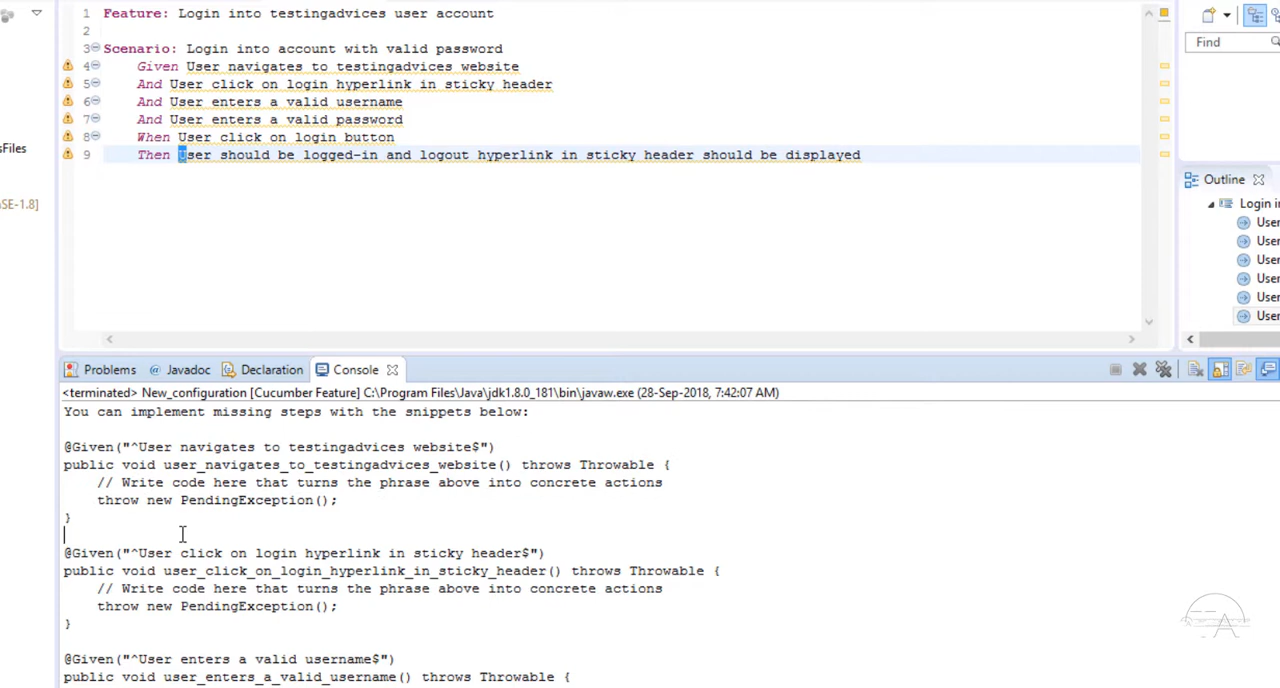 1 Feature: Login into testingadvices user account
2
3 Scenario: Login into account with valid password
4 Given User navigates to testingadvices website
5 And User click on login hyperlink in sticky header
6 And User enters a valid username
7 And User enters a valid password
8 When User click on login button
9 Then User should be logged-in and logout hyperlink in sticky header should be displayed
Find
sFiles
SE-1.8]
Outline
Login in
User
User
User
User
User
User
Problems @ Javadoc Declaration Console
<terminated> New_configuration [Cucumber Feature] C:\Program Files\Java\jdk1.8.0_181\bin\javaw.exe (28-Sep-2018, 7:42:07 AM)
You can implement missing steps with the snippets below:
@Given("^User navigates to testingadvices website$")
public void user_navigates_to_testingadvices_website() throws Throwable {
// Write code here that turns the phrase above into concrete actions
throw new PendingException();
}
@Given("^User click on login hyperlink in sticky header$")
public void user_click_on_login_hyperlink_in_sticky_header() throws Throwable {
// Write code here that turns the phrase above into concrete actions
throw new PendingException();
}
@Given("^User enters a valid username$")
public void user_enters_a_valid_username() throws Throwable {